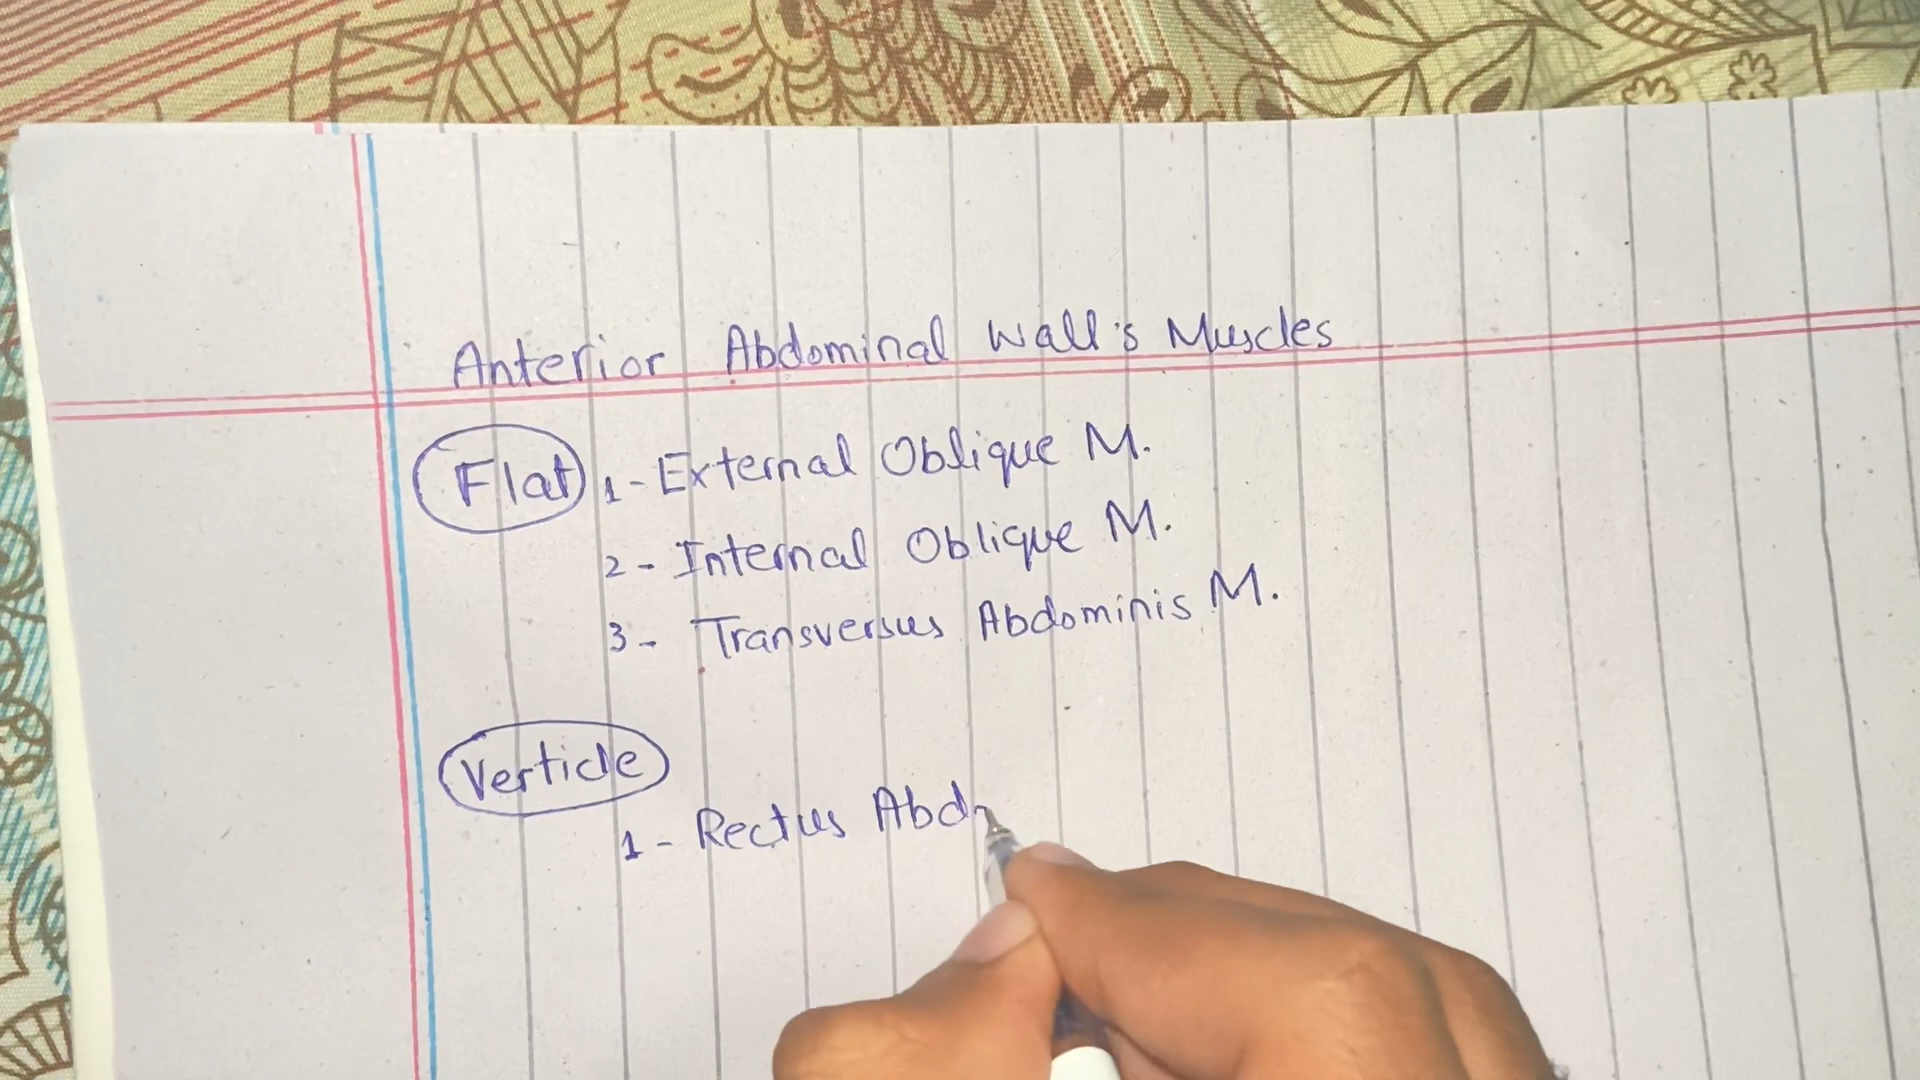 Anterior Abdominal Wall's Muscles
Flat 1- External Oblique M.
2- Internal Oblique M.
3- Transversus Abdominis M.
Verticle
1- Rectus Abd